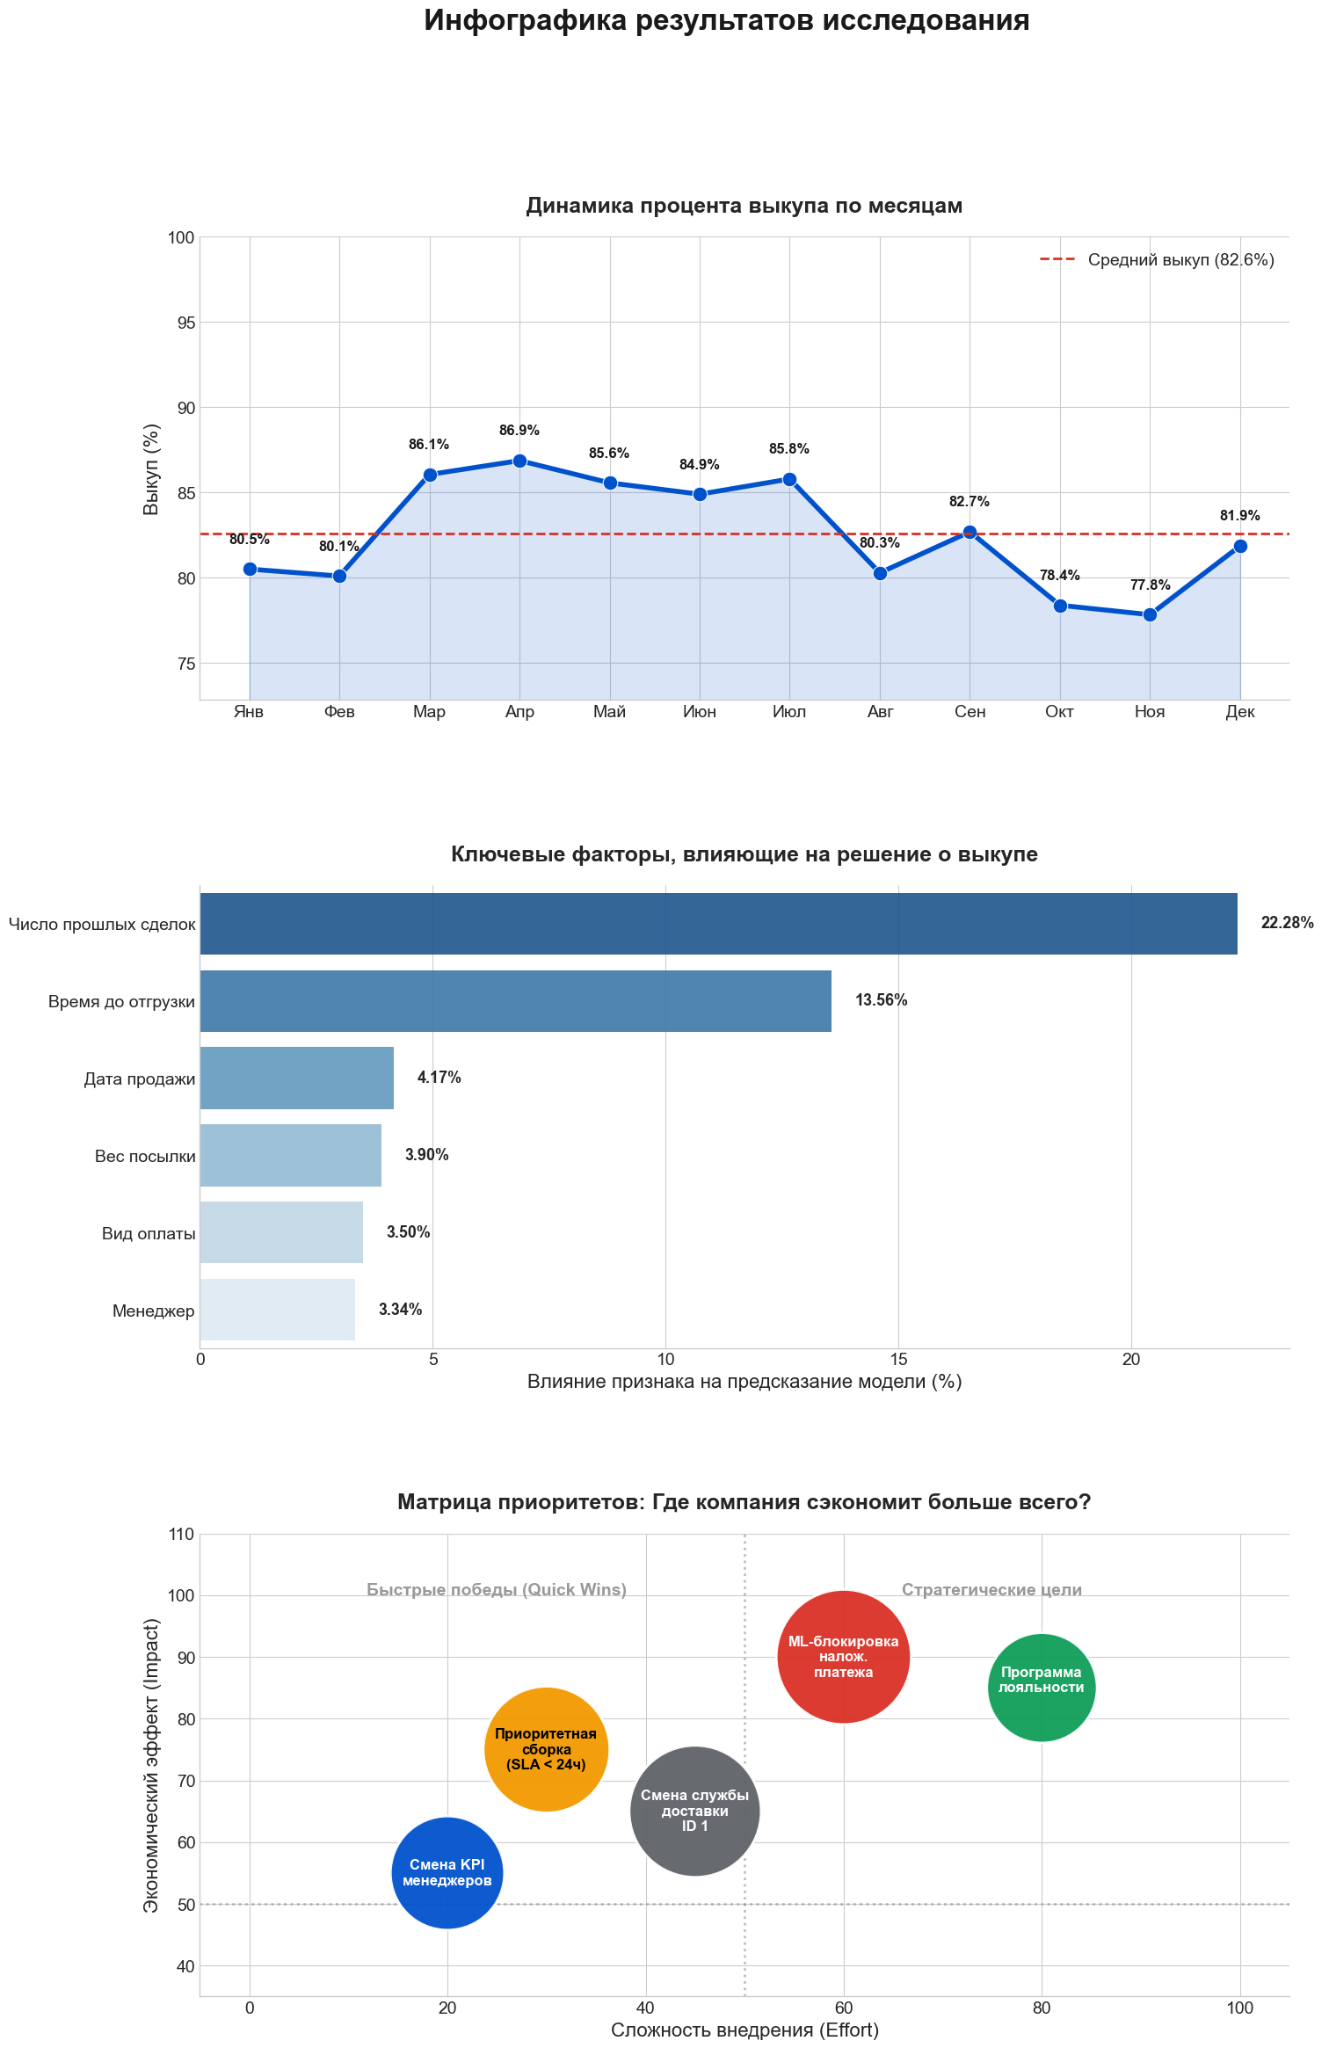 Инфографика результатов исследования
Динамика процента выкупа по месяцам
Средний выкуп (82.6%)
Выкуп (%)
100
95
90
85
80
75
80.5%
80.1%
86.1%
86.9%
85.6%
84.9%
85.8%
80.3%
82.7%
78.4%
77.8%
81.9%
Янв
Фев
Мар
Апр
Май
Июн
Июл
Авг
Сен
Окт
Ноя
Дек
Ключевые факторы, влияющие на решение о выкупе
Число прошлых сделок
22.28%
Время до отгрузки
13.56%
Дата продажи
4.17%
Вес посылки
3.90%
Вид оплаты
3.50%
Менеджер
3.34%
0
5
10
15
20
Влияние признака на предсказание модели (%)
Матрица приоритетов: Где компания сэкономит больше всего?
Экономический эффект (Impact)
110
100
90
80
70
60
50
40
Быстрые победы (Quick Wins)
Стратегические цели
ML-блокировка
налож.
платежа
Программа
лояльности
Приоритетная
сборка
(SLA < 24ч)
Смена службы
доставки
ID 1
Смена KPI
менеджеров
0
20
40
60
80
100
Сложность внедрения (Effort)